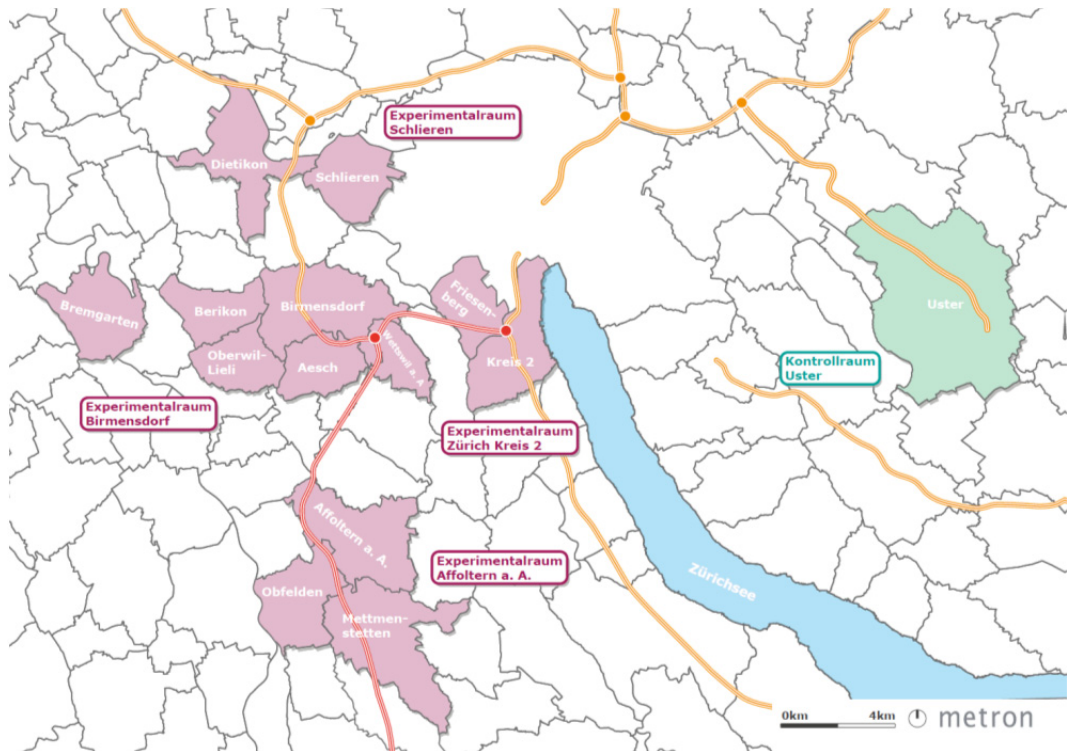 Experimentalraum
Schlieren
Dietikon
Schlieren
Bremgarten
Berikon
Birmensdorf
Friesen-
berg
Uster
Oberwil-
Lieli
Aesch
Wettswil a. A
Kreis 2
Kontrollraum
Uster
Experimentalraum
Birmensdorf
Experimentalraum
Zürich Kreis 2
Affoltern a. A.
Experimentalraum
Affoltern a. A.
Zürichsee
Obfelden
Mettmen-
stetten
0km
4km
metron